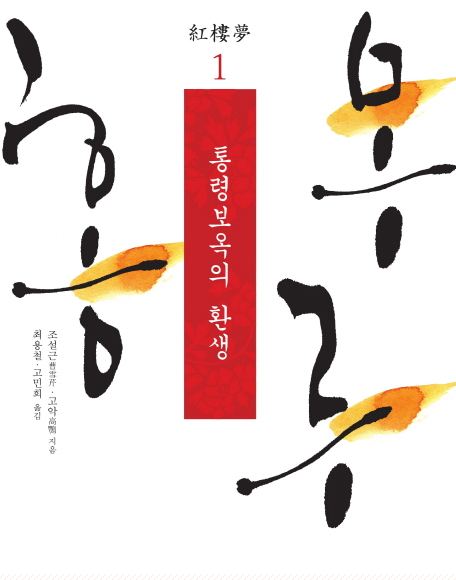 紅樓夢
1
홍
루
몽
통령보옥의 환생
조설근曹雪芹 · 고악高鶚 지음
최용철 · 고민희 옮김